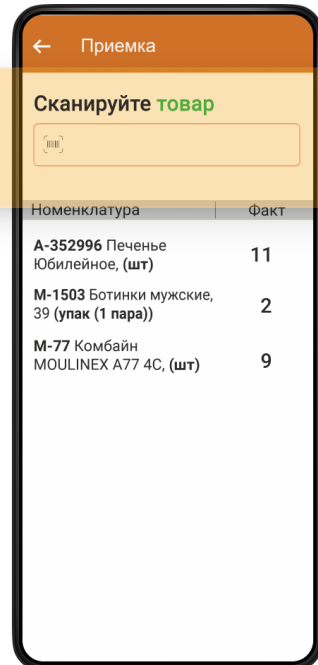 Приемка
Сканируйте товар
Номенклатура Факт
А-352996 Печенье
Юбилейное, (шт) 11
М-1503 Ботинки мужские,
39 (упак (1 пара)) 2
М-77 Комбайн
MOULINEX A77 4C, (шт) 9